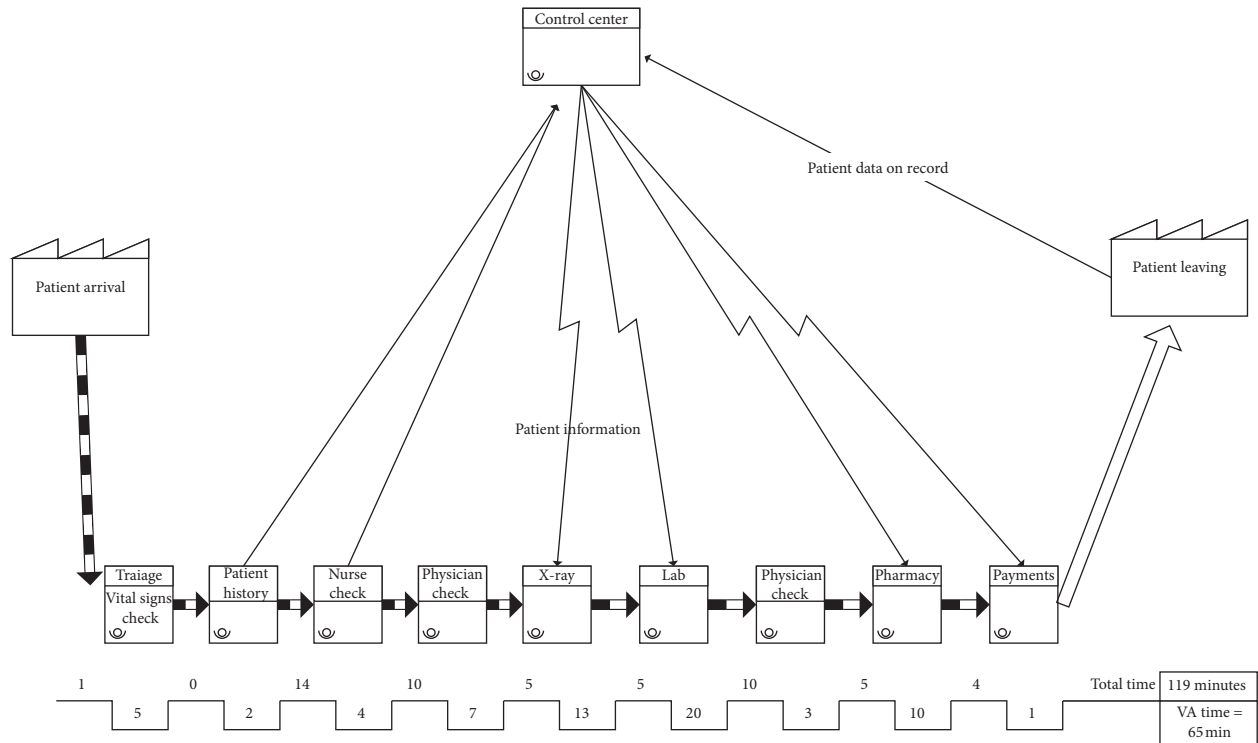 Control center
Patient data on record
Patient arrival
Patient leaving
Patient information
Traiage
Vital signs
check
Patient
history
Nurse
check
Physician
check
X-ray
Lab
Physician
check
Pharmacy
Payments
1 0 14 10 5 5 10 5 4 Total time 119 minutes
5 2 4 7 13 20 3 10 1 VA time =
65 min